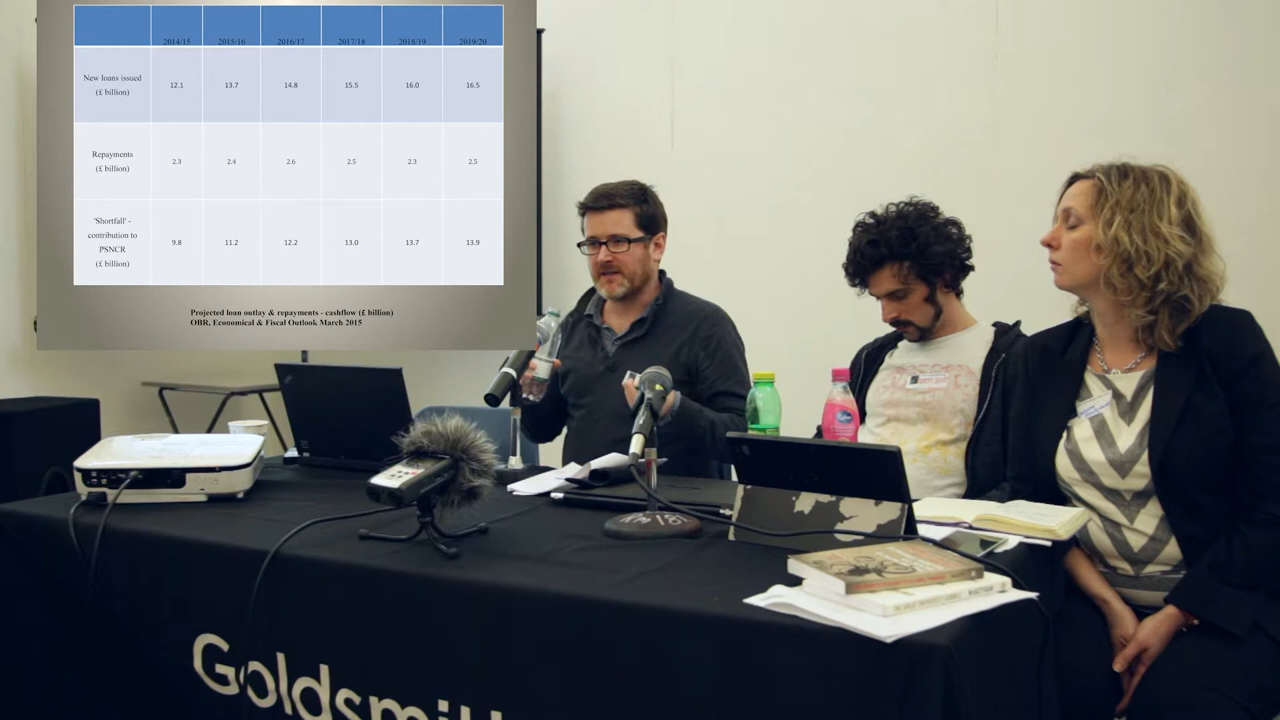 2014/15 2015/16 2016/17 2017/18 2018/19 2019/20
New loans issued
(£ billion)
12.1 13.7 14.8 15.5 16.0 16.5
Repayments
(£ billion)
2.3 2.4 2.6 2.5 2.3 2.5
'Shortfall' -
contribution to
PSNCR
(£ billion)
9.8 11.2 12.2 13.0 13.7 13.9
Projected loan outlay & repayments - cashflow (£ billion)
OBR, Economical & Fiscal Outlook March 2015
RM 181
Goldsmith